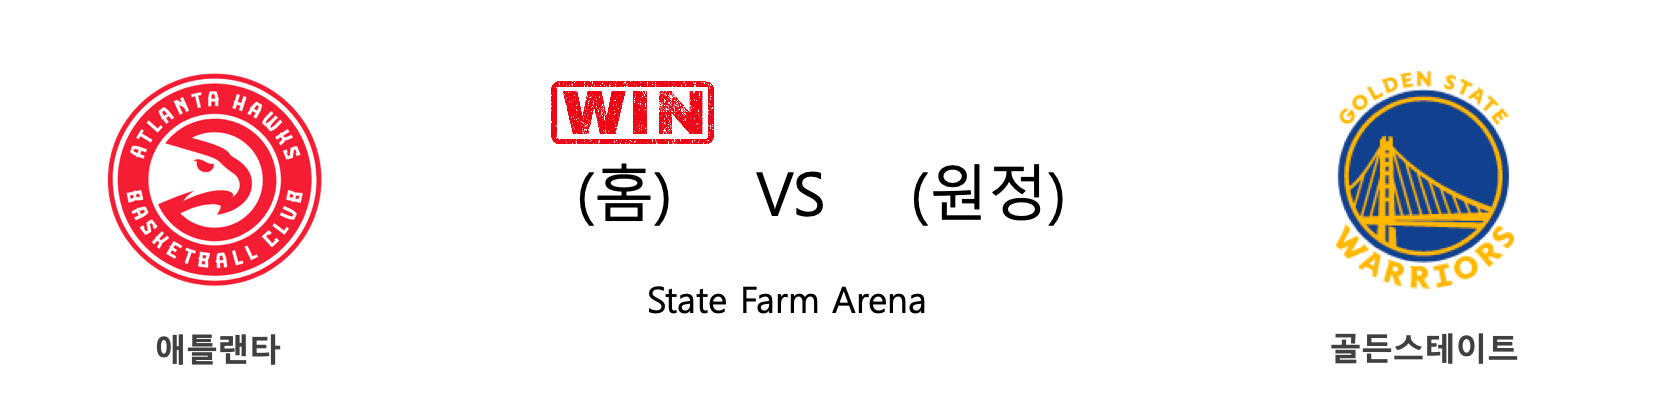 ATLANTA HAWKS
BASKETBALL CLUB
애틀랜타
WIN
(홈) VS (원정)
State Farm Arena
GOLDEN STATE
WARRIORS
골든스테이트